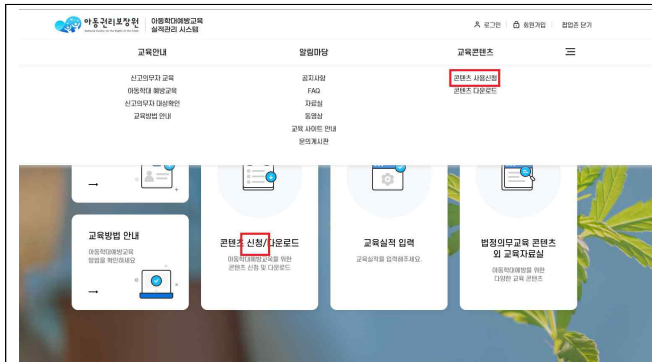 아동권리보장원
National Center for the Rights of the Child
아동학대예방교육
실적관리 시스템
로그인
회원가입
팝업존 닫기
교육안내
알림마당
교육콘텐츠
신고의무자 교육
아동학대 예방교육
신고의무자 대상확인
교육방법 안내
공지사항
FAQ
자료실
동영상
교육 사이트 안내
문의게시판
콘텐츠 사용신청
콘텐츠 다운로드
교육방법 안내
아동학대예방교육
방법을 확인하세요
콘텐츠 신청/다운로드
아동학대예방교육을 위한
콘텐츠 신청 및 다운로드
교육실적 입력
교육실적을 입력해주세요.
법정의무교육 콘텐츠
외 교육자료실
아동학대예방을 위한
다양한 교육 콘텐츠